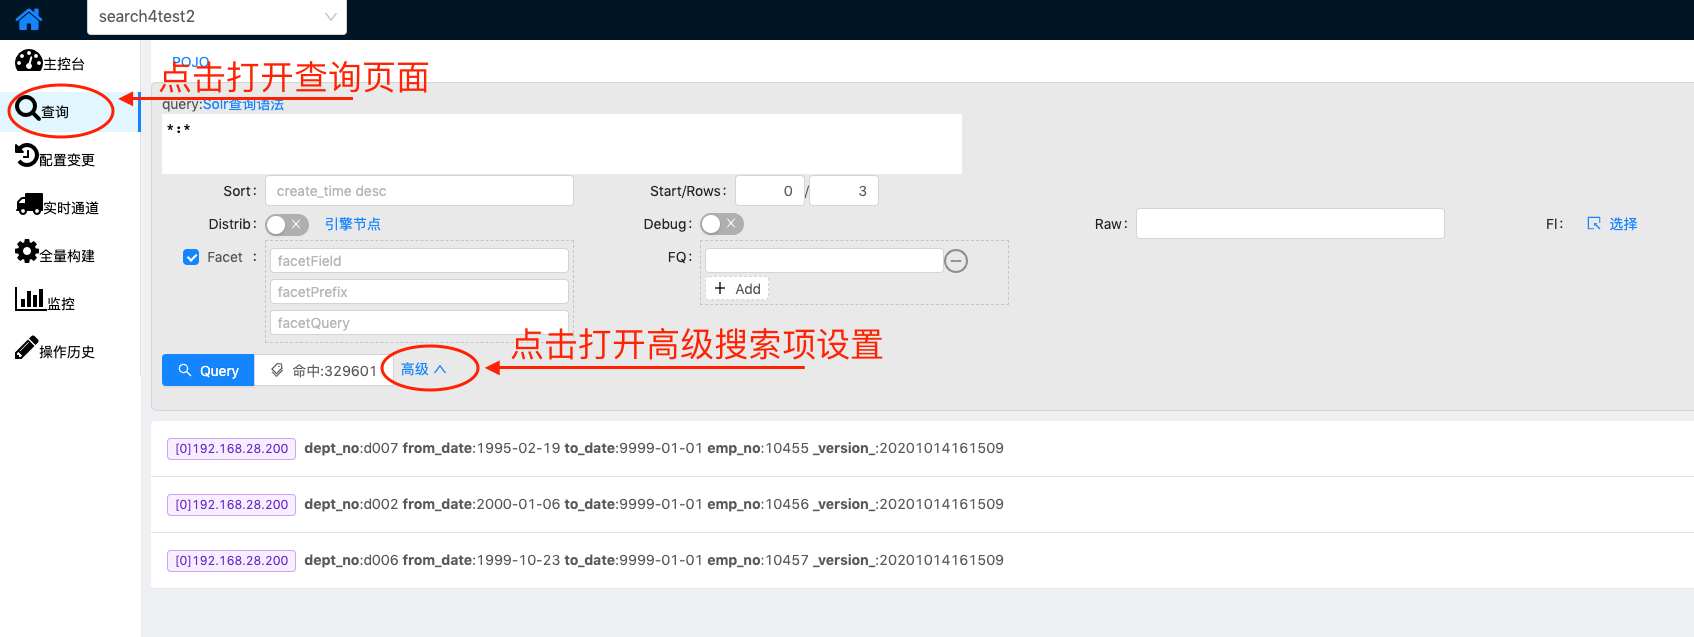 search4test2
主控台
查询
配置变更
实时通道
全量构建
监控
操作历史
POJO
点击打开查询页面
query:Solr查询语法
*:*
Sort: create_time desc
Start/Rows: 0 / 3
Distrib: 引擎节点
Debug:
Raw:
Fl: 选择
Facet :
facetField
facetPrefix
facetQuery
FQ:
+ Add
点击打开高级搜索项设置
Query
命中:329601
高级
[0]192.168.28.200 dept_no:d007 from_date:1995-02-19 to_date:9999-01-01 emp_no:10455 _version_:20201014161509
[0]192.168.28.200 dept_no:d002 from_date:2000-01-06 to_date:9999-01-01 emp_no:10456 _version_:20201014161509
[0]192.168.28.200 dept_no:d006 from_date:1999-10-23 to_date:9999-01-01 emp_no:10457 _version_:20201014161509